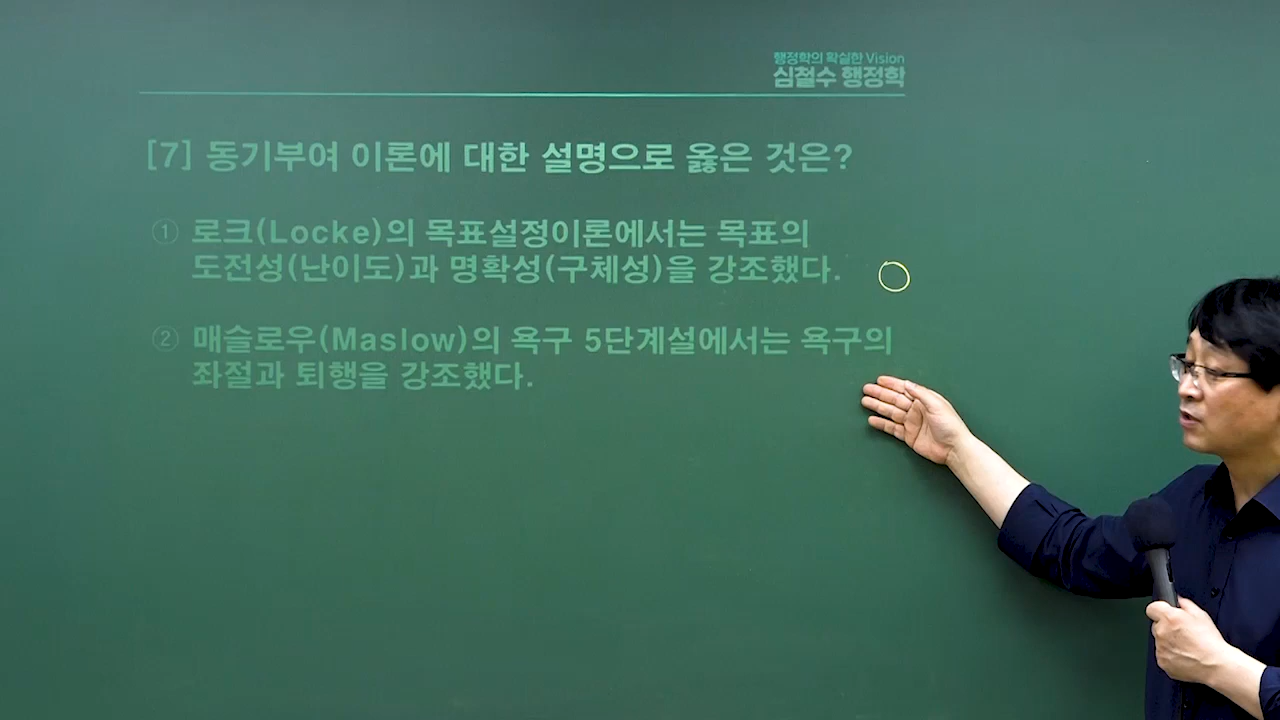 행정학의 확실한 Vision
심철수 행정학
[7] 동기부여 이론에 대한 설명으로 옳은 것은?
① 로크(Locke)의 목표설정이론에서는 목표의
도전성(난이도)과 명확성(구체성)을 강조했다.
② 매슬로우(Maslow)의 욕구 5단계설에서는 욕구의
좌절과 퇴행을 강조했다.